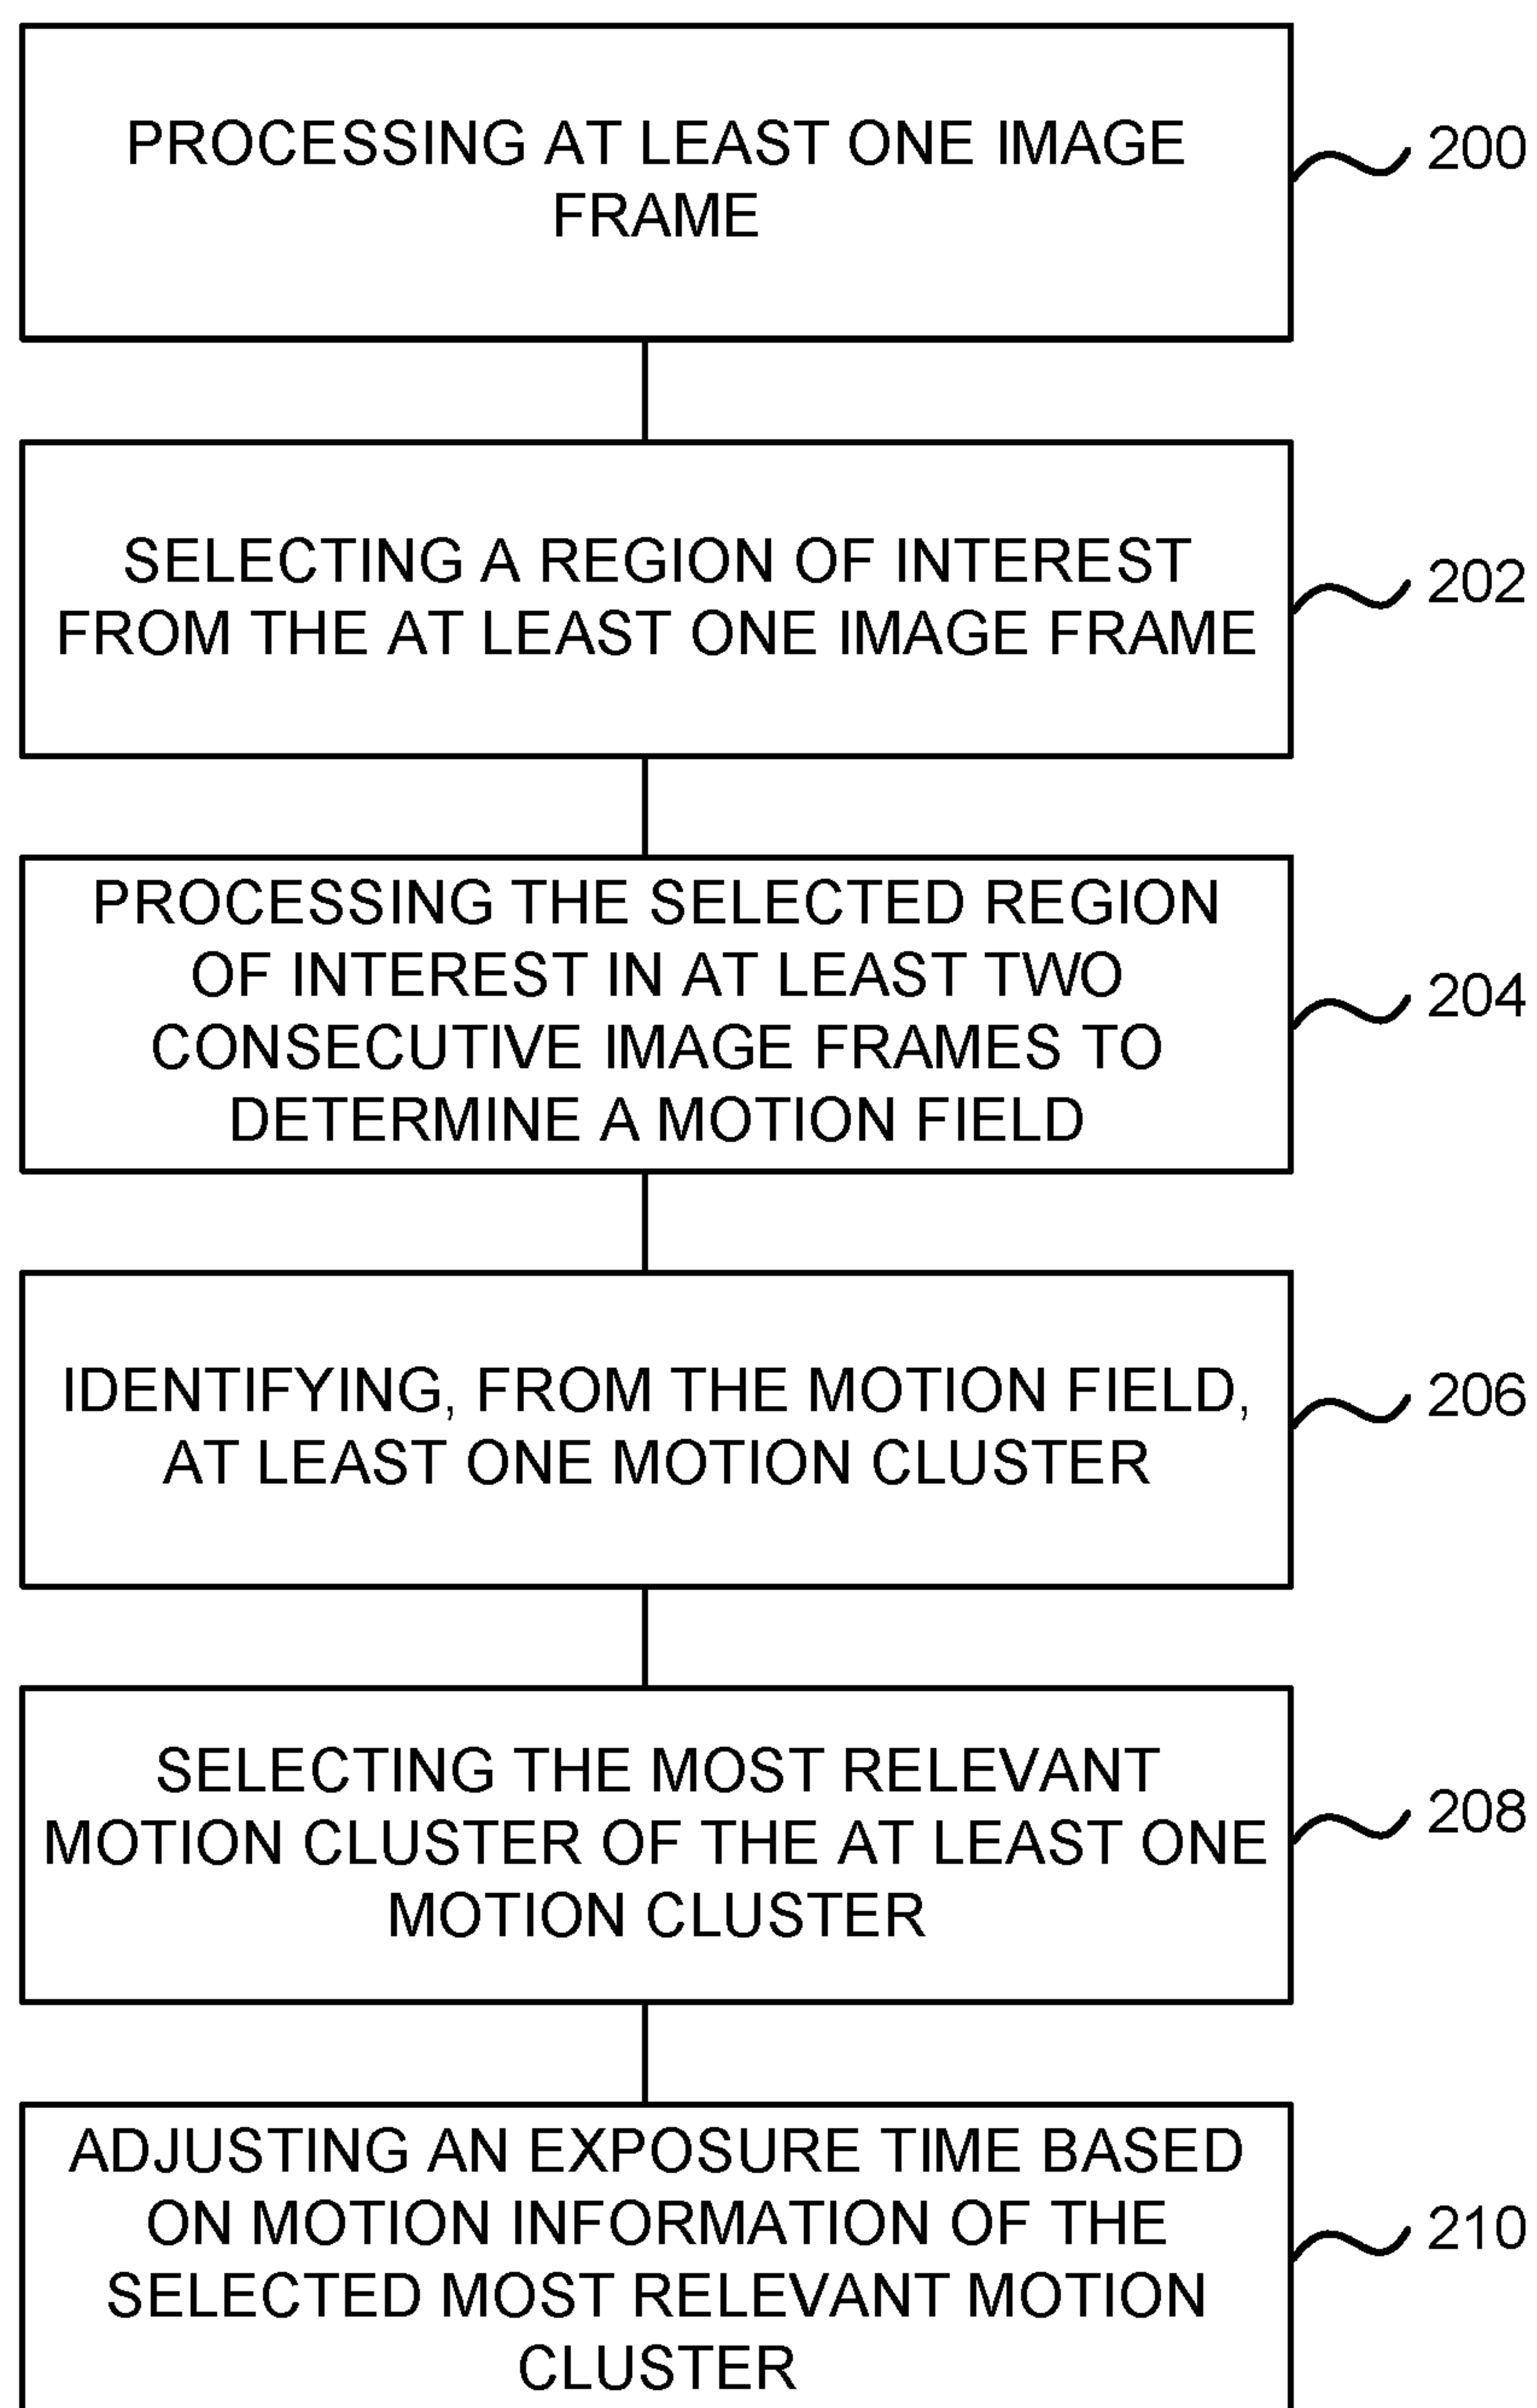 PROCESSING AT LEAST ONE IMAGE
FRAME
200
SELECTING A REGION OF INTEREST
FROM THE AT LEAST ONE IMAGE FRAME
202
PROCESSING THE SELECTED REGION
OF INTEREST IN AT LEAST TWO
CONSECUTIVE IMAGE FRAMES TO
DETERMINE A MOTION FIELD
204
IDENTIFYING, FROM THE MOTION FIELD,
AT LEAST ONE MOTION CLUSTER
206
SELECTING THE MOST RELEVANT
MOTION CLUSTER OF THE AT LEAST ONE
MOTION CLUSTER
208
ADJUSTING AN EXPOSURE TIME BASED
ON MOTION INFORMATION OF THE
SELECTED MOST RELEVANT MOTION
CLUSTER
210